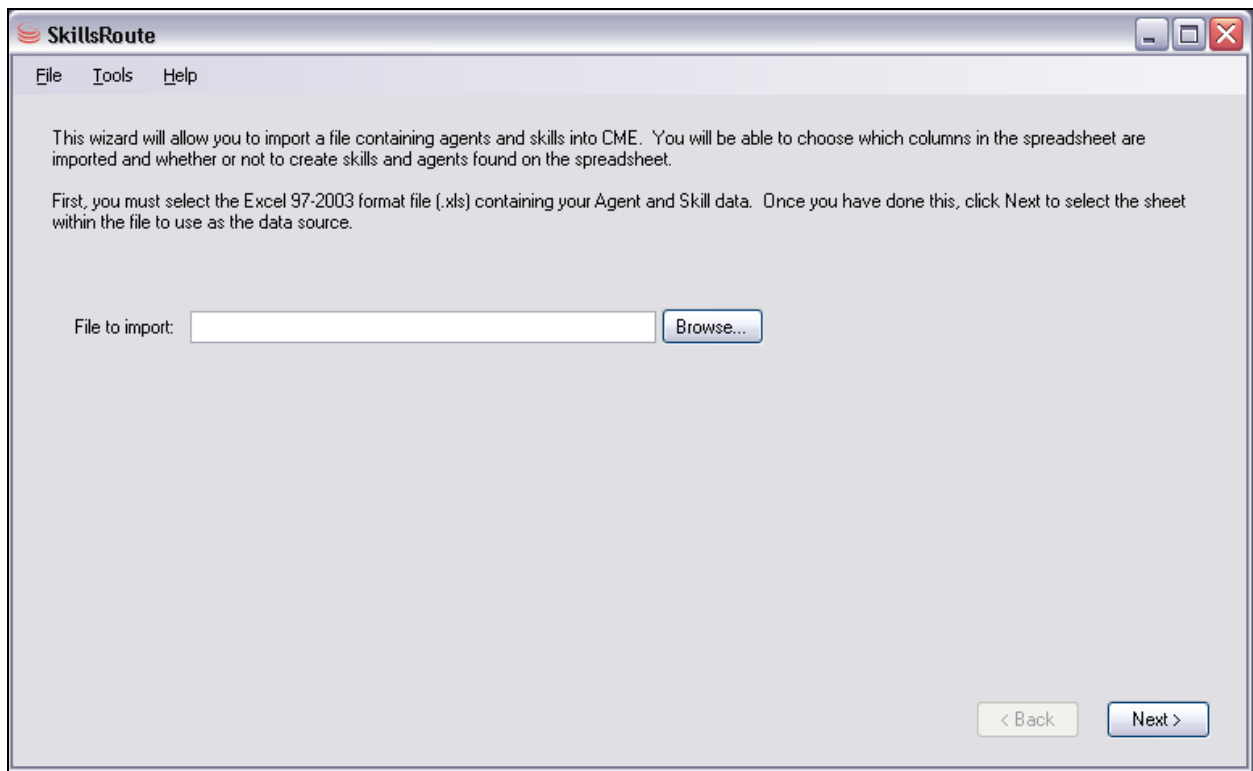 SkillsRoute
File Tools Help
This wizard will allow you to import a file containing agents and skills into CME.  You will be able to choose which columns in the spreadsheet are
imported and whether or not to create skills and agents found on the spreadsheet.
First, you must select the Excel 97-2003 format file (.xls) containing your Agent and Skill data.  Once you have done this, click Next to select the sheet
within the file to use as the data source.
File to import: Browse...
< Back Next >